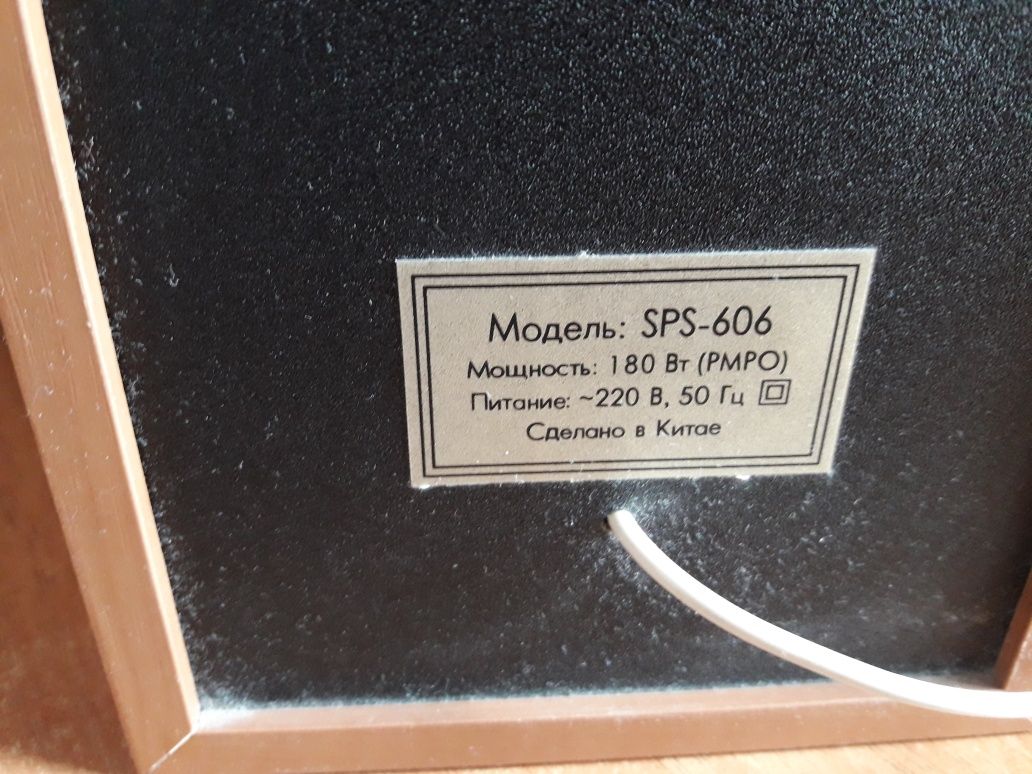 Модель: SPS-606
Мощность: 180 Вт (PMPO)
Питание: ~220 В, 50 Гц
Сделано в Китае